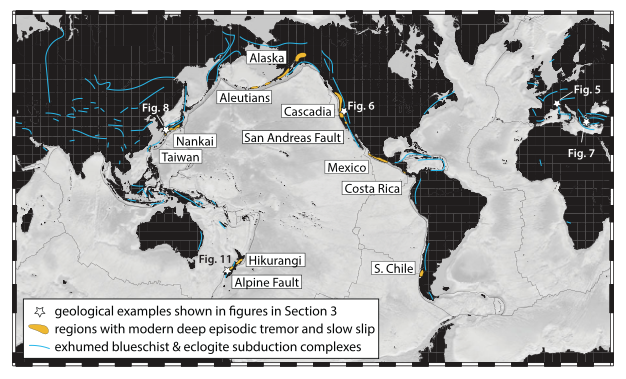 Alaska
Fig. 5
Aleutians
Fig. 8
Cascadia
Fig. 6
Nankai
San Andreas Fault
Taiwan
Fig. 7
Mexico
Costa Rica
Fig. 11
Hikurangi
S. Chile
Alpine Fault
geological examples shown in figures in Section 3
regions with modern deep episodic tremor and slow slip
exhumed blueschist & eclogite subduction complexes